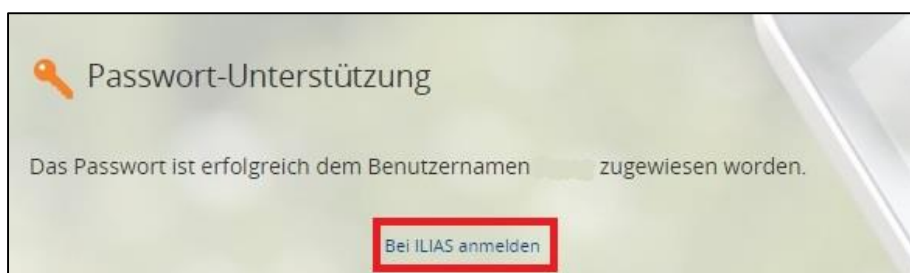 Passwort-Unterstützung
Das Passwort ist erfolgreich dem Benutzernamen zugewiesen worden.
Bei ILIAS anmelden